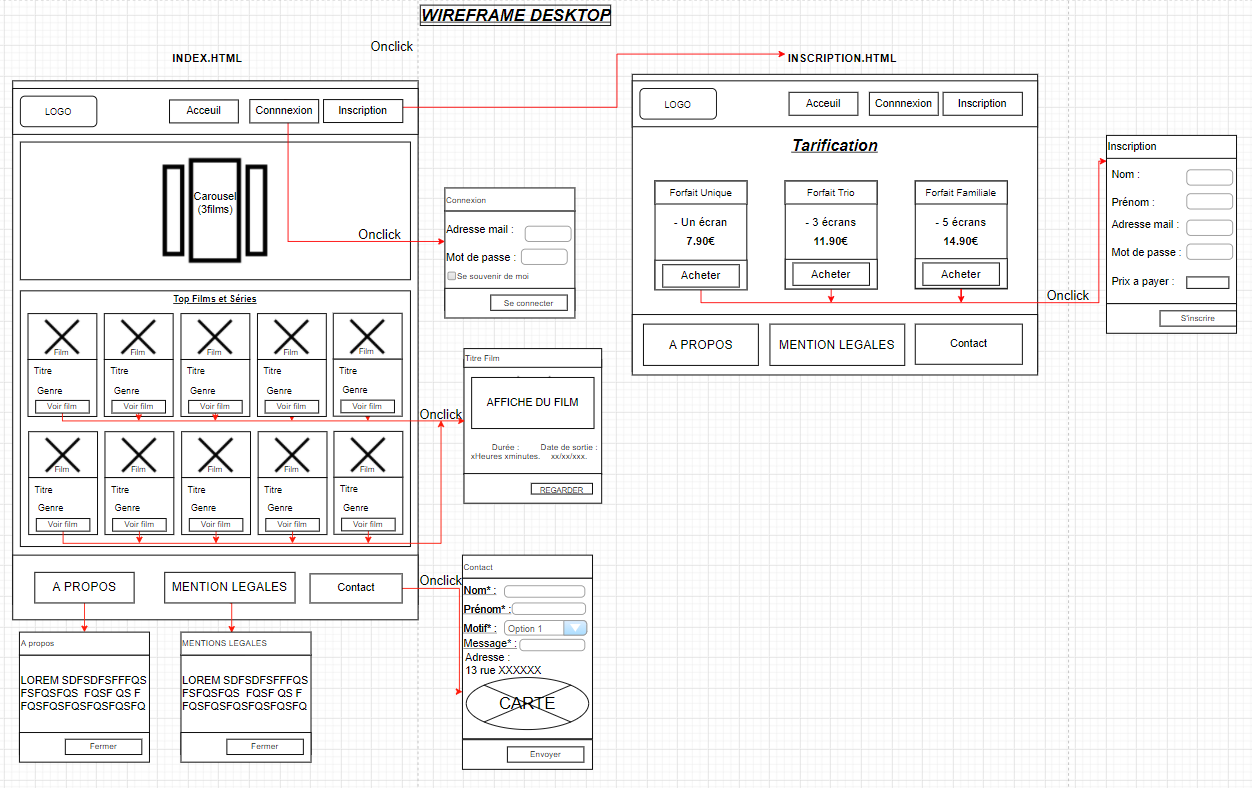 WIREFRAME DESKTOP
Onclick
INDEX.HTML
LOGO
Acceuil
Connnexion
Inscription
Carousel
(3films)
Onclick
Top Films et Séries
Film
Film
Film
Film
Film
Titre
Titre
Titre
Titre
Titre
Genre
Genre
Genre
Genre
Genre
Voir film
Voir film
Voir film
Voir film
Voir film
Onclick
Film
Film
Film
Film
Film
Titre
Titre
Titre
Titre
Titre
Genre
Genre
Genre
Genre
Genre
Voir film
Voir film
Voir film
Voir film
Voir film
A PROPOS
MENTION LEGALES
Contact
Onclick
A propos
LOREM SDFSDFSFFFQS
FSFQSFQS FQSF QS F
FQSFQSFQSFQSFQSFQ
Fermer
MENTIONS LEGALES
LOREM SDFSDFSFFFQS
FSFQSFQS FQSF QS F
FQSFQSFQSFQSFQSFQ
Fermer
Connexion
Adresse mail :
Mot de passe :
Se souvenir de moi
Se connecter
Titre Film
AFFICHE DU FILM
Durée :
xHeures xminutes.
Date de sortie :
xx/xx/xxx.
REGARDER
Contact
Nom* :
Prénom* :
Motif* :
Option 1
Message* :
Adresse :
13 rue XXXXXX
CARTE
Envoyer
INSCRIPTION.HTML
LOGO
Acceuil
Connnexion
Inscription
Tarification
Forfait Unique
- Un écran
7.90€
Acheter
Forfait Trio
- 3 écrans
11.90€
Acheter
Forfait Familiale
- 5 écrans
14.90€
Acheter
Onclick
A PROPOS
MENTION LEGALES
Contact
Inscription
Nom :
Prénom :
Adresse mail :
Mot de passe :
Prix a payer :
S'inscrire